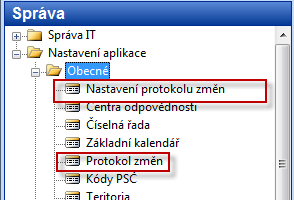 Správa
Správa IT
Nastavení aplikace
Obecné
Nastavení protokolu změn
Centra odpovědnosti
Číselná řada
Základní kalendář
Protokol změn
Kódy PSČ
Teritoria